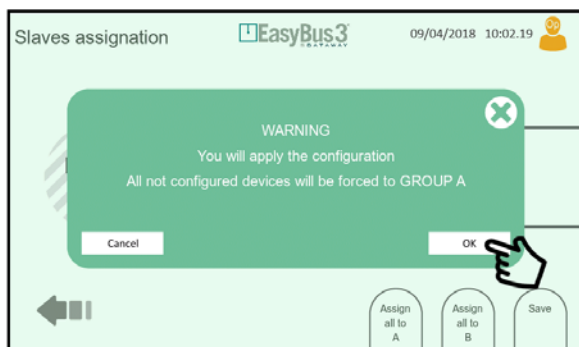 Slaves assignation
EasyBus3
DATAWAY
09/04/2018 10:02.19
Op
WARNING
You will apply the configuration
All not configured devices will be forced to GROUP A
Cancel
OK
Assign
all to
A
Assign
all to
B
Save